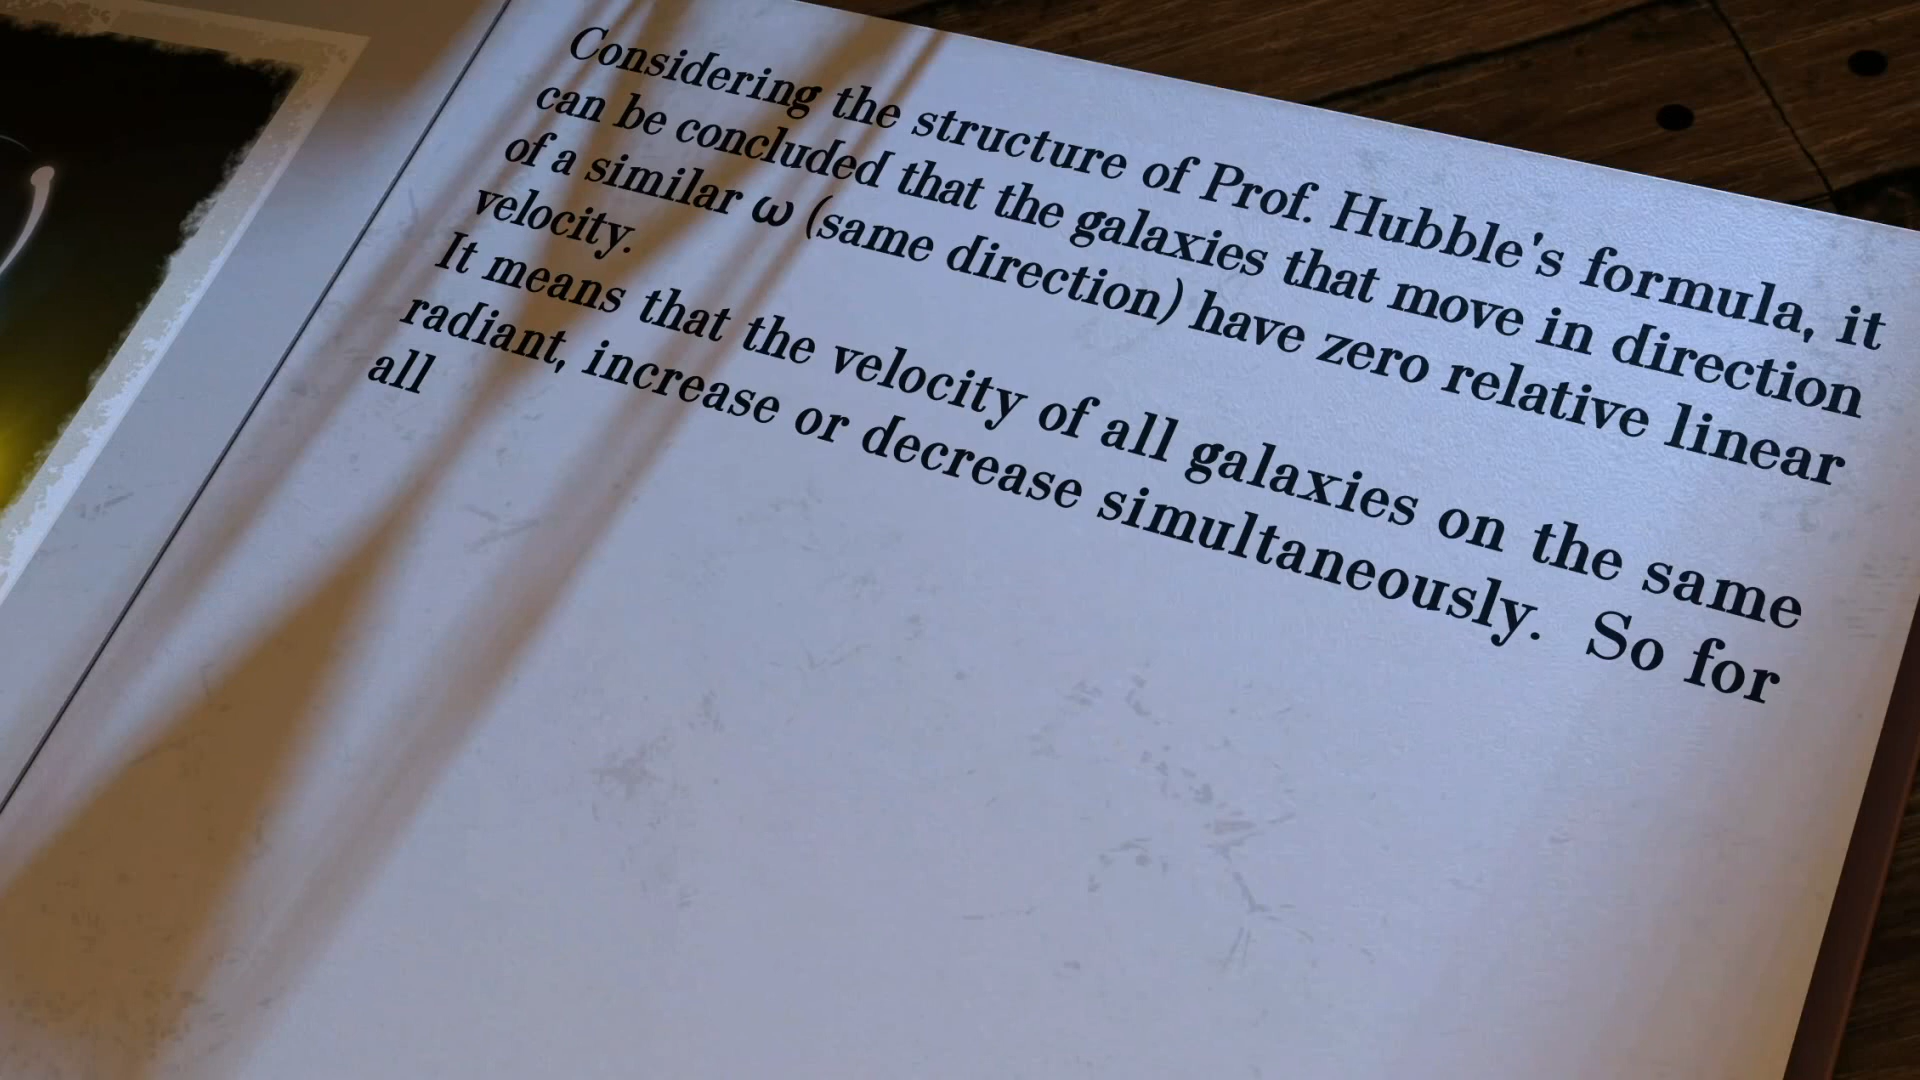 Considering the structure of Prof. Hubble's formula, it
can be concluded that the galaxies that move in direction
of a similar ω (same direction) have zero relative linear
velocity.
It means that the velocity of all galaxies on the same
radiant, increase or decrease simultaneously. So for
all